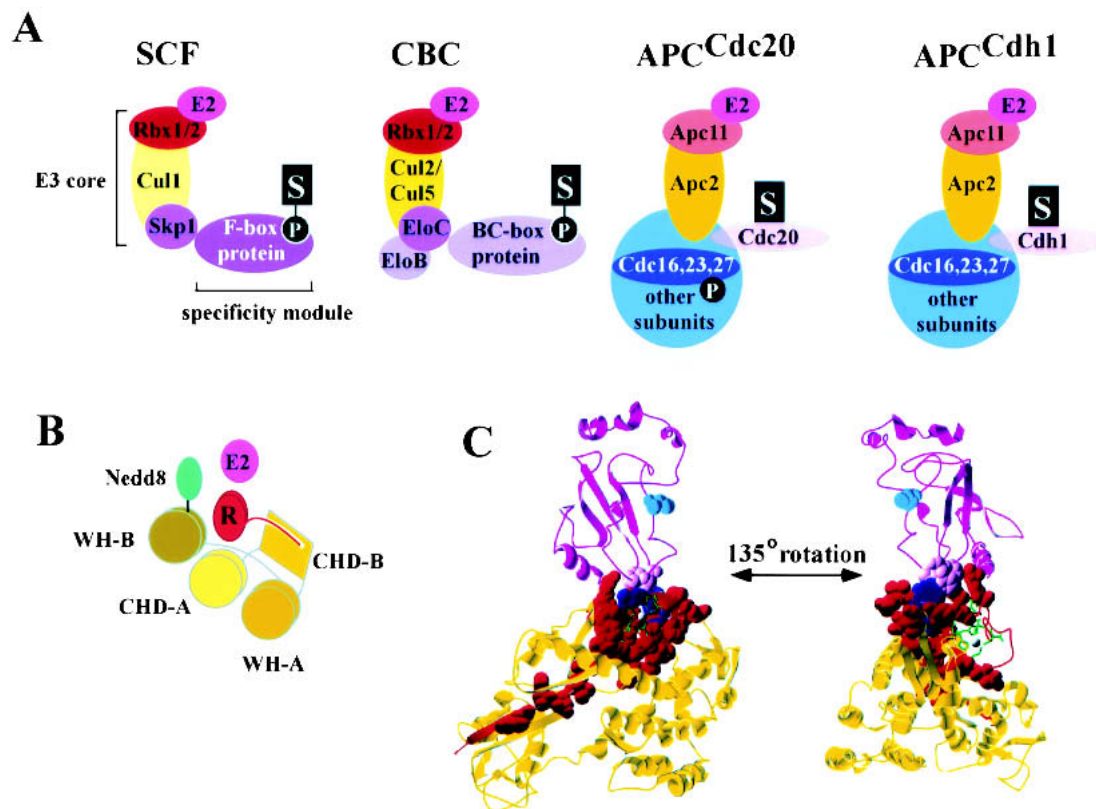 A
SCF
CBC
APC Cdc20
APC Cdh1
E2
Rbx1/2
E3 core
Cul1
Skp1
S
P
F-box
protein
specificity module
E2
Rbx1/2
Cul2/
Cul5
EloC
EloB
S
P
BC-box
protein
E2
Apc11
Apc2
S
Cdc20
Cdc16,23,27
P
other
subunits
E2
Apc11
Apc2
S
Cdh1
Cdc16,23,27
other
subunits
B
E2
Nedd8
R
WH-B
CHD-B
CHD-A
WH-A
C
135° rotation